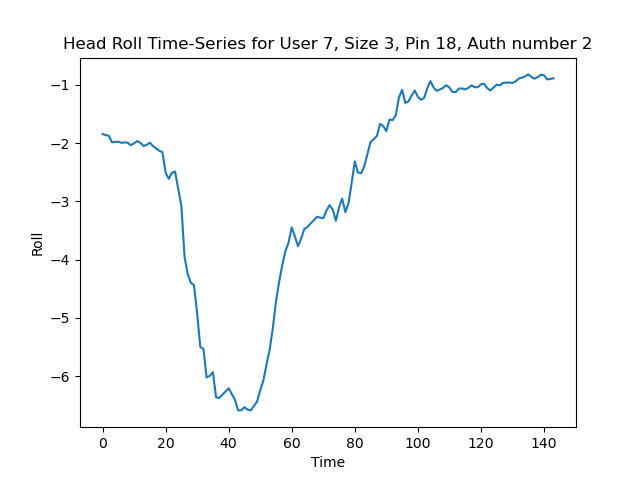 Head Roll Time-Series for User 7, Size 3, Pin 18, Auth number 2
−1
−2
−3
−4
−5
−6
Roll
0 20 40 60 80 100 120 140
Time